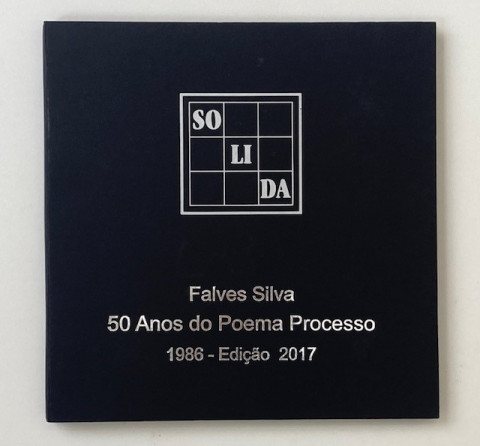 SO
LI
DA
Falves Silva
50 Anos do Poema Processo
1986 - Edição 2017